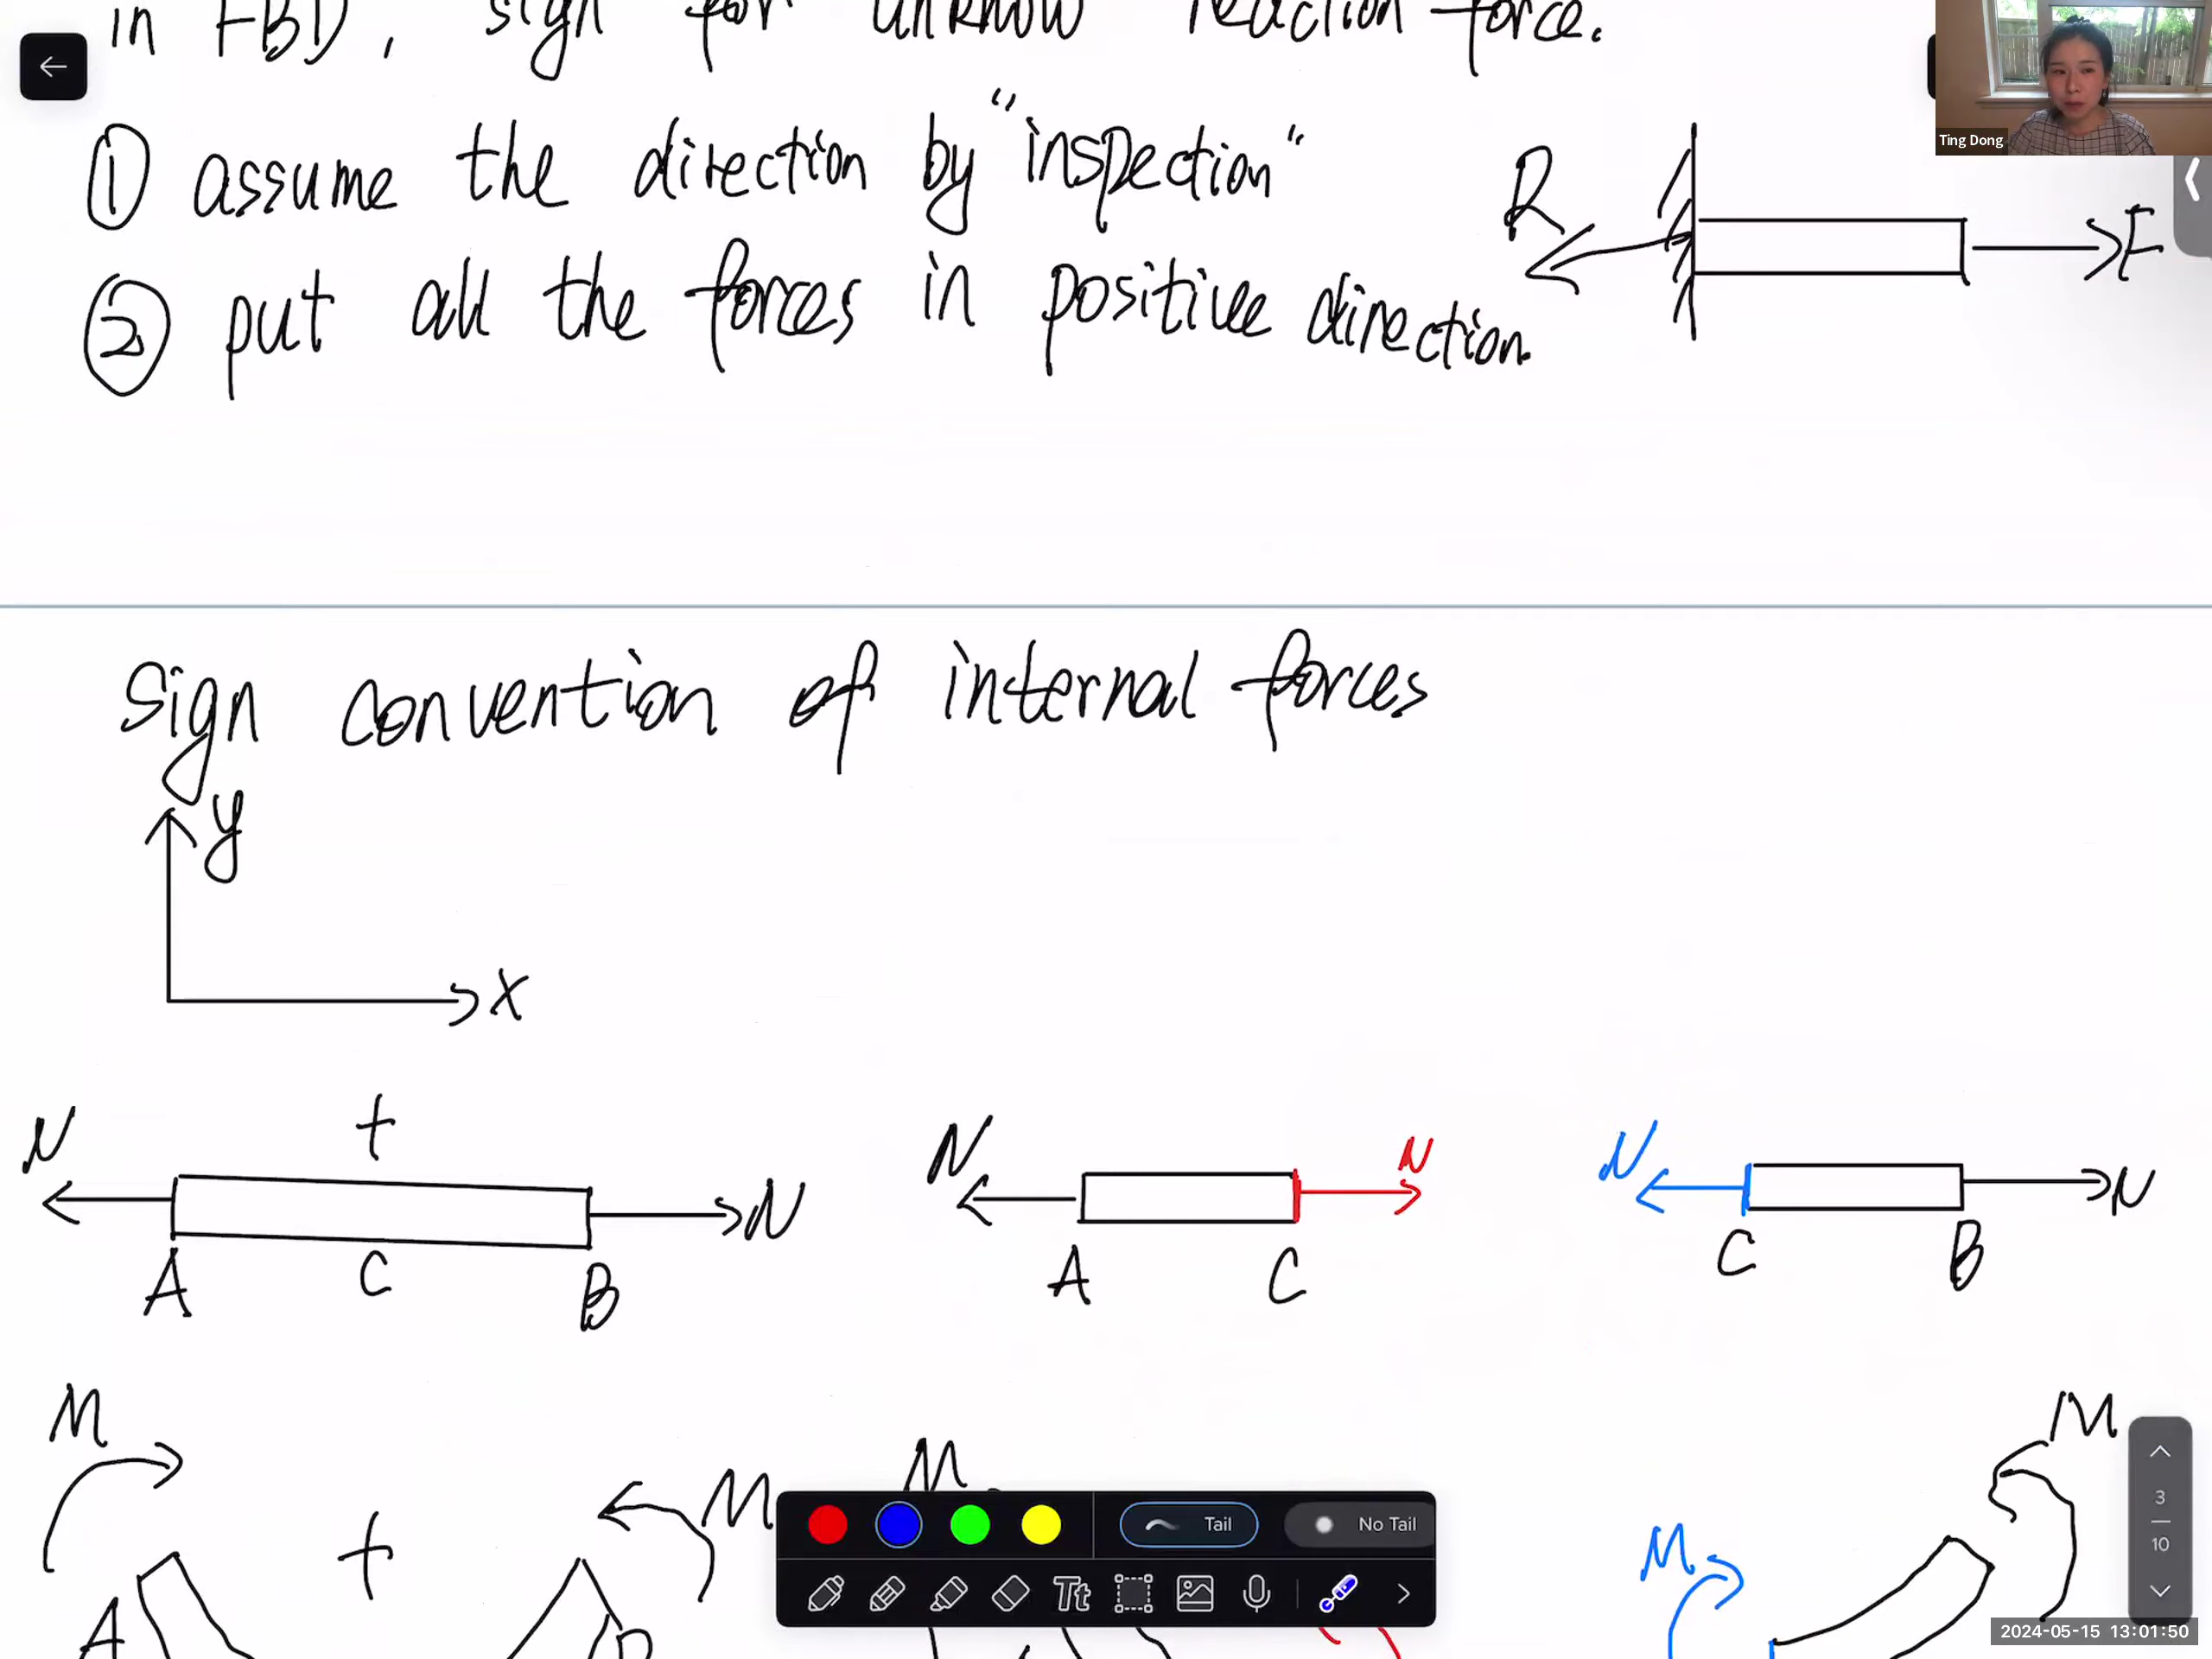 in FBD, sign for unknow reaction force.
Ting Dong
① assume the direction by "inspection"
R
F
② put all the forces in positive direction.
Sign convention of internal forces
y
x
N + N
A C B
N N
A C
N N
C B
M + M
A
M
M
M
Tail No Tail
Tt
3
10
2024-05-15 13:01:50